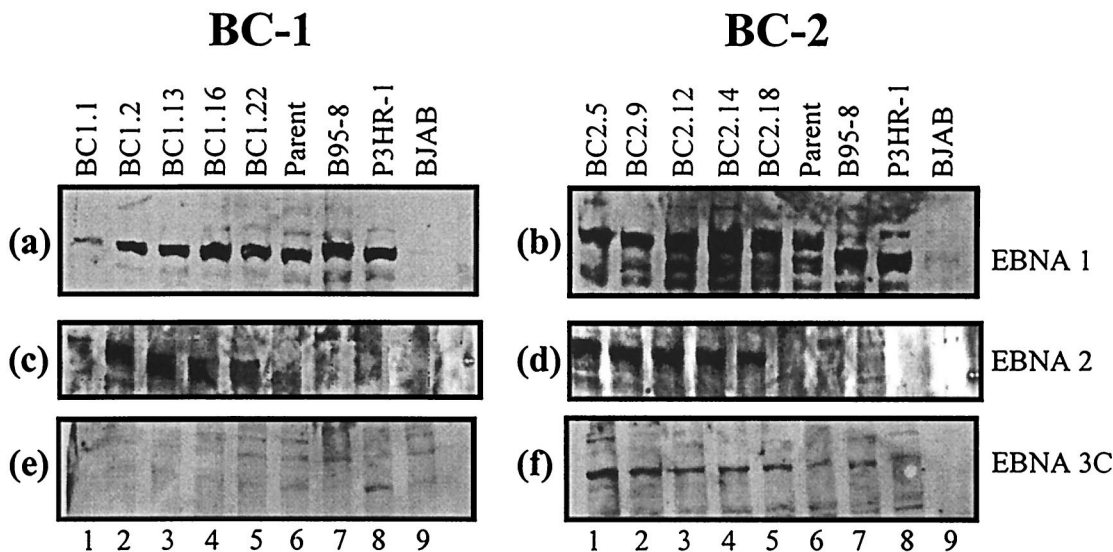 BC-1
BC-2
BC1.1 BC1.2 BC1.13 BC1.16 BC1.22 Parent B95-8 P3HR-1 BJAB
BC2.5 BC2.9 BC2.12 BC2.14 BC2.18 Parent B95-8 P3HR-1 BJAB
(a) (b) EBNA 1
(c) (d) EBNA 2
(e) (f) EBNA 3C
1 2 3 4 5 6 7 8 9
1 2 3 4 5 6 7 8 9